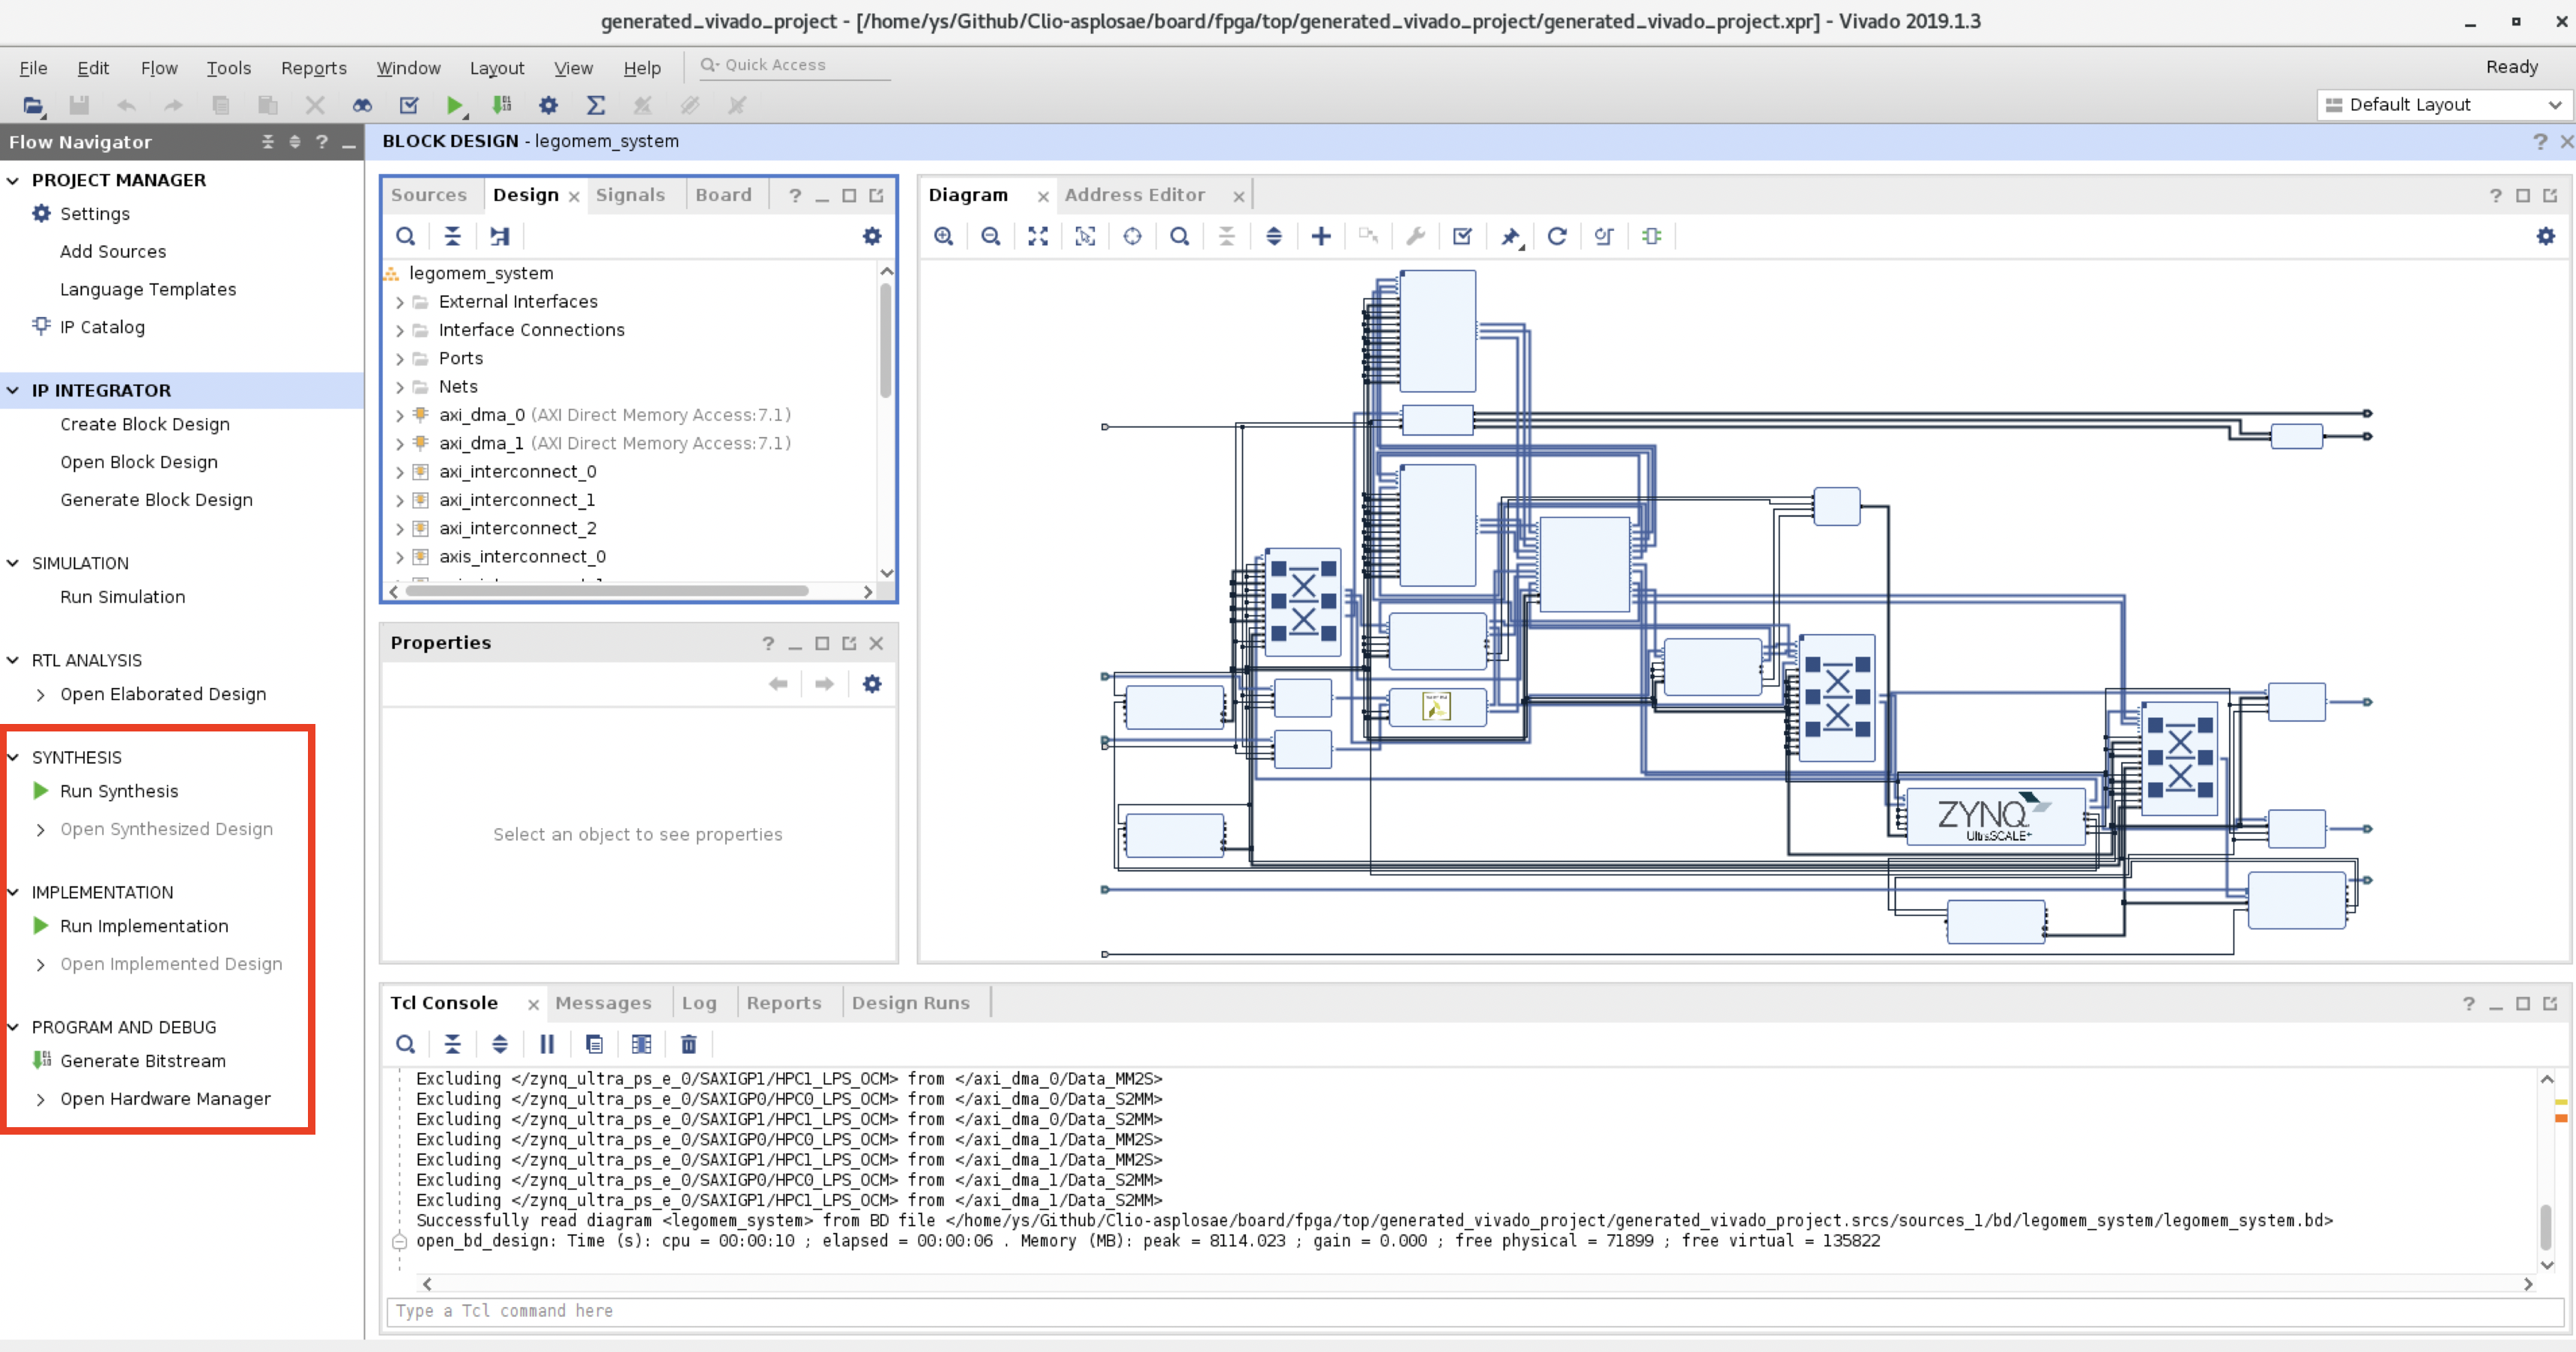 generated_vivado_project - [/home/ys/Github/Clio-asplosae/board/fpga/top/generated_vivado_project/generated_vivado_project.xpr] - Vivado 2019.1.3
File Edit Flow Tools Reports Window Layout View Help Quick Access
Ready
Default Layout
Flow Navigator
PROJECT MANAGER
Settings
Add Sources
Language Templates
IP Catalog
IP INTEGRATOR
Create Block Design
Open Block Design
Generate Block Design
SIMULATION
Run Simulation
RTL ANALYSIS
Open Elaborated Design
SYNTHESIS
Run Synthesis
Open Synthesized Design
IMPLEMENTATION
Run Implementation
Open Implemented Design
PROGRAM AND DEBUG
Generate Bitstream
Open Hardware Manager
BLOCK DESIGN - legomem_system
Sources Design Signals Board
legomem_system
External Interfaces
Interface Connections
Ports
Nets
axi_dma_0 (AXI Direct Memory Access:7.1)
axi_dma_1 (AXI Direct Memory Access:7.1)
axi_interconnect_0
axi_interconnect_1
axi_interconnect_2
axis_interconnect_0
Properties
Select an object to see properties
Diagram Address Editor
ZYNQ
UltraSCALE+
Tcl Console Messages Log Reports Design Runs
Excluding </zynq_ultra_ps_e_0/SAXIGP1/HPC1_LPS_OCM> from </axi_dma_0/Data_MM2S>
Excluding </zynq_ultra_ps_e_0/SAXIGP0/HPC0_LPS_OCM> from </axi_dma_0/Data_S2MM>
Excluding </zynq_ultra_ps_e_0/SAXIGP1/HPC1_LPS_OCM> from </axi_dma_0/Data_S2MM>
Excluding </zynq_ultra_ps_e_0/SAXIGP0/HPC0_LPS_OCM> from </axi_dma_1/Data_MM2S>
Excluding </zynq_ultra_ps_e_0/SAXIGP1/HPC1_LPS_OCM> from </axi_dma_1/Data_MM2S>
Excluding </zynq_ultra_ps_e_0/SAXIGP0/HPC0_LPS_OCM> from </axi_dma_1/Data_S2MM>
Excluding </zynq_ultra_ps_e_0/SAXIGP1/HPC1_LPS_OCM> from </axi_dma_1/Data_S2MM>
Successfully read diagram <legomem_system> from BD file </home/ys/Github/Clio-asplosae/board/fpga/top/generated_vivado_project/generated_vivado_project.srcs/sources_1/bd/legomem_system/legomem_system.bd>
open_bd_design: Time (s): cpu = 00:00:10 ; elapsed = 00:00:06 . Memory (MB): peak = 8114.023 ; gain = 0.000 ; free physical = 71899 ; free virtual = 135822
Type a Tcl command here